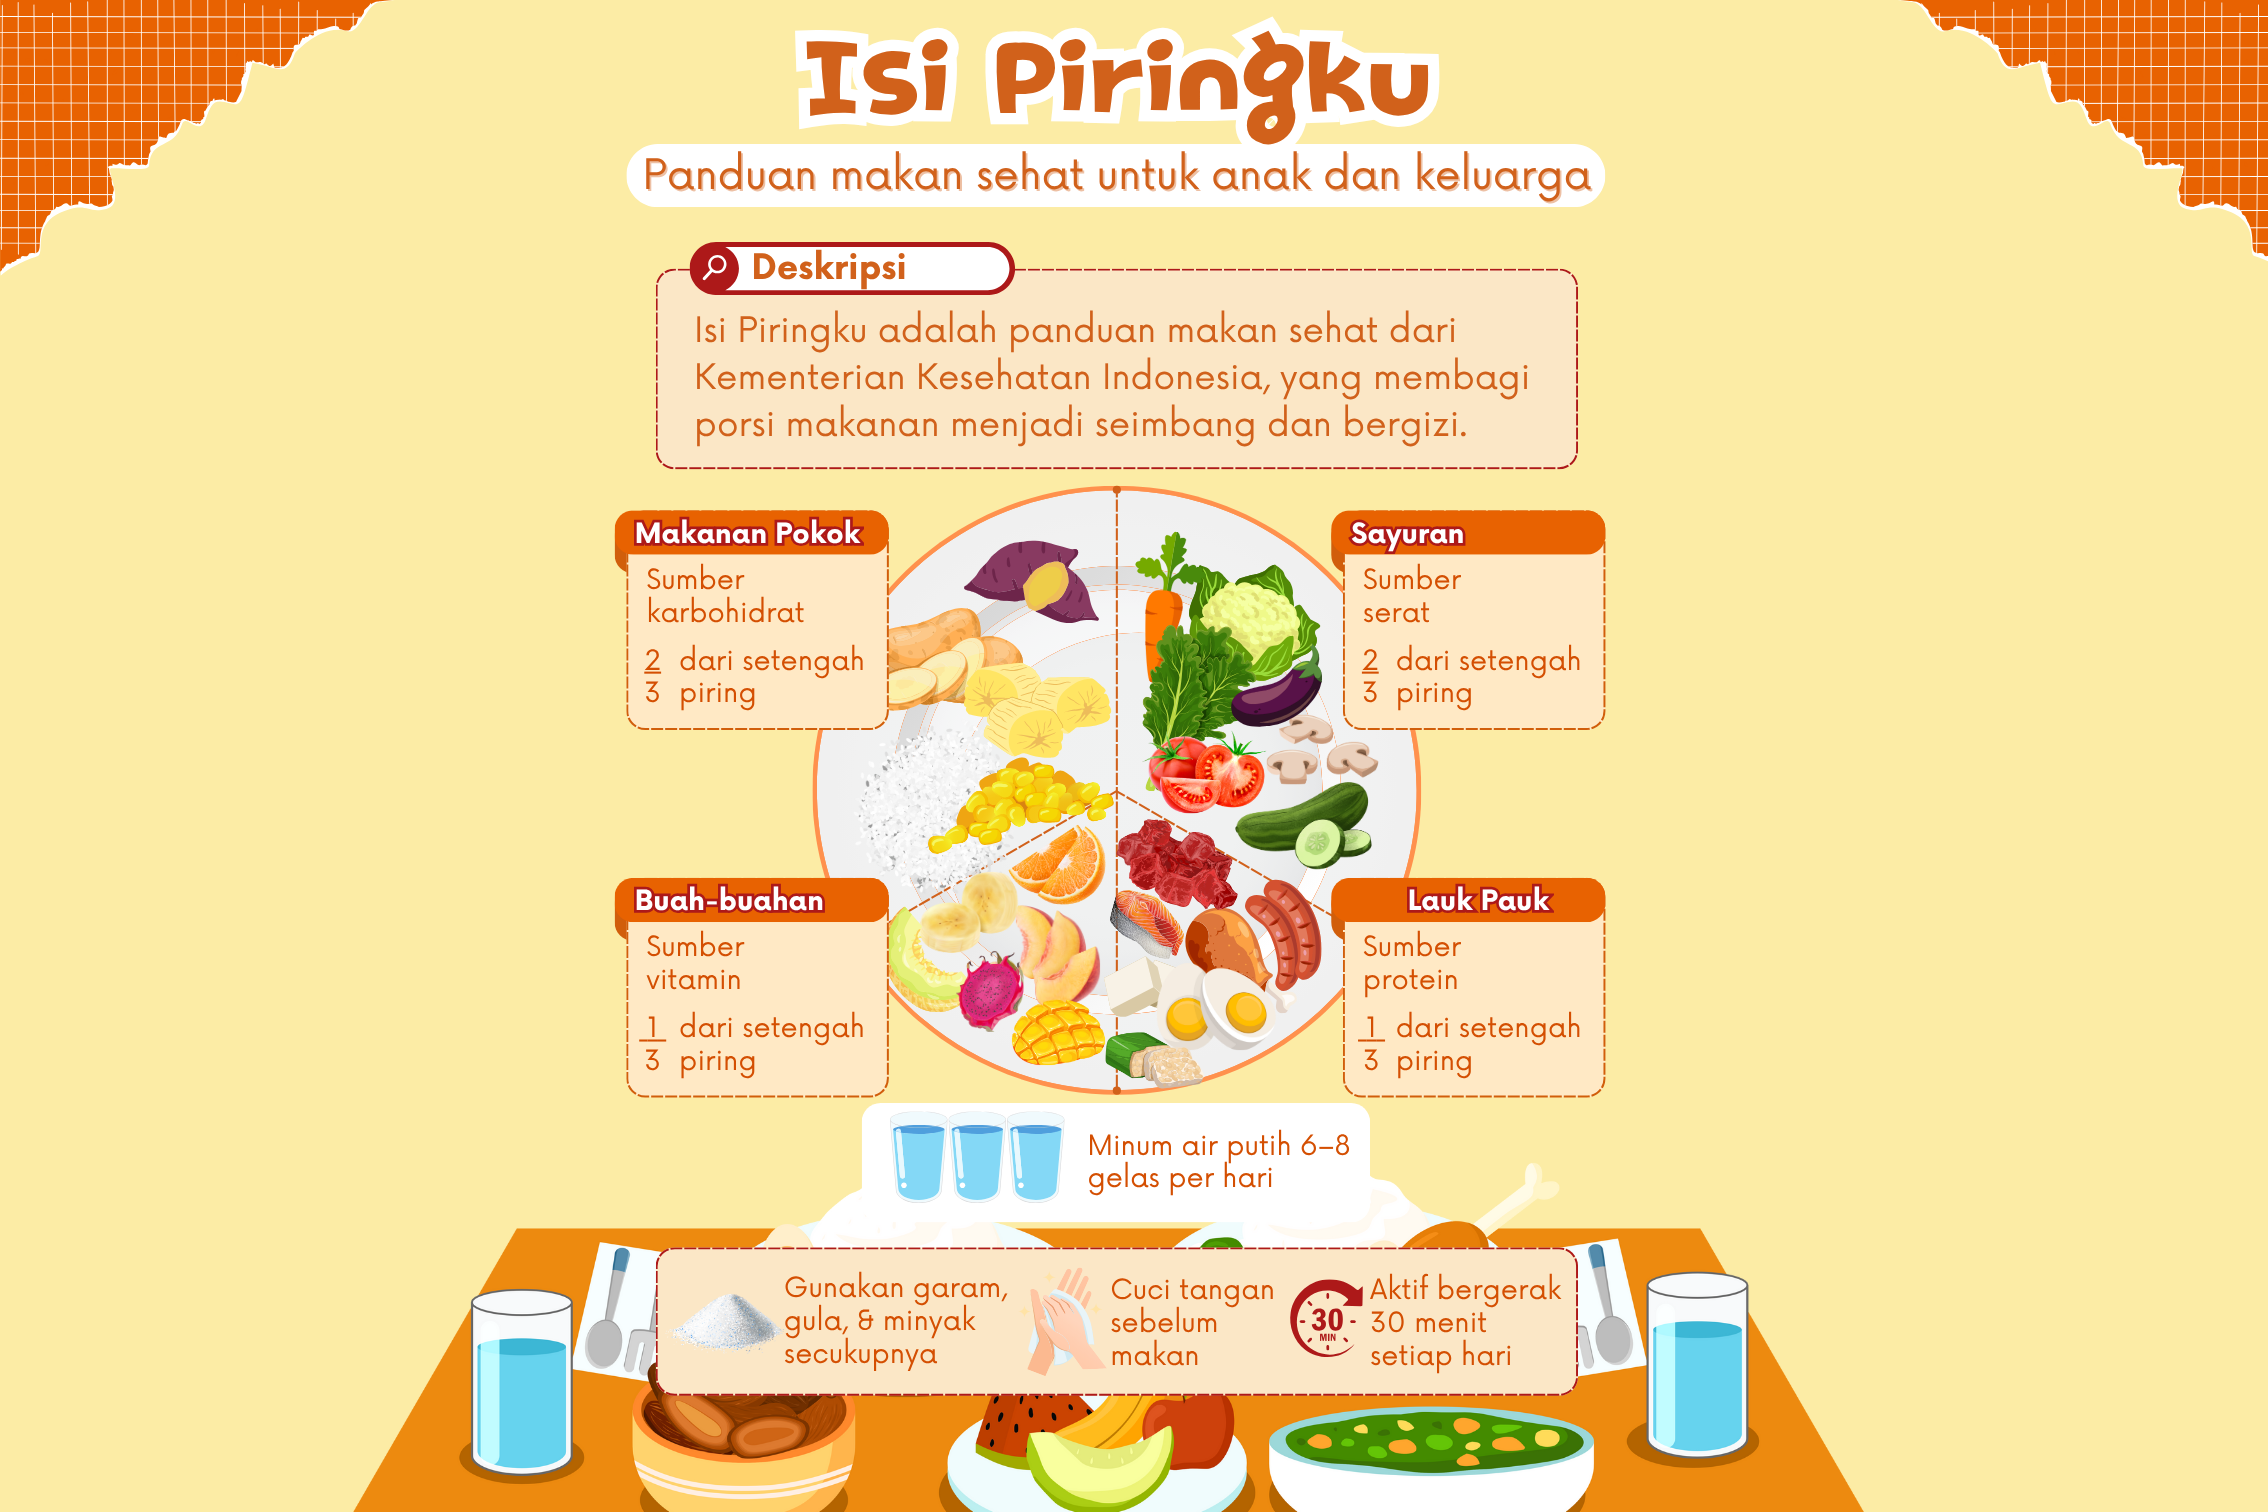 Isi Piringku
Panduan makan sehat untuk anak dan keluarga
Deskripsi
Isi Piringku adalah panduan makan sehat dari
Kementerian Kesehatan Indonesia, yang membagi
porsi makanan menjadi seimbang dan bergizi.
Makanan Pokok
Sumber
karbohidrat
2/3 dari setengah
piring
Sayuran
Sumber
serat
2/3 dari setengah
piring
Buah-buahan
Sumber
vitamin
1/3 dari setengah
piring
Lauk Pauk
Sumber
protein
1/3 dari setengah
piring
Minum air putih 6–8
gelas per hari
Gunakan garam,
gula, & minyak
secukupnya
Cuci tangan
sebelum
makan
30
MIN
Aktif bergerak
30 menit
setiap hari